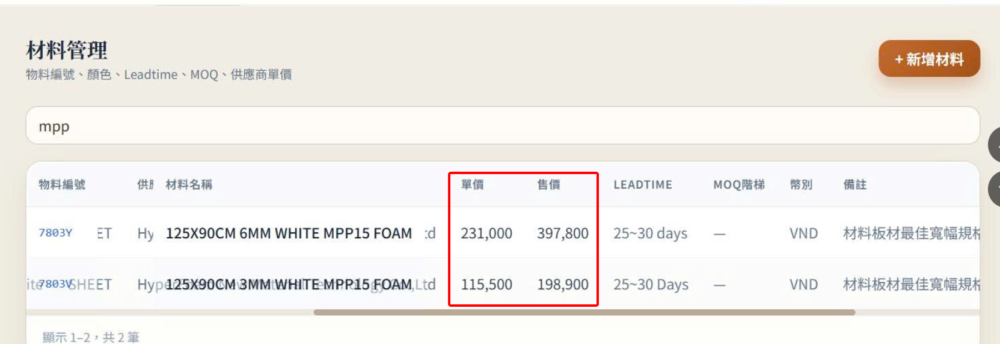 材料管理
物料編號、顏色、Leadtime、MOQ、供應商單價
+ 新增材料
mpp
物料編號 材料名稱 單價 售價 LEADTIME MOQ階梯 幣別 備註
7803Y ET Hy 125X90CM 6MM WHITE MPP15 FOAM td 231,000 397,800 25~30 days — VND 材料板材最佳寬幅規格
7803V SHEET 125X90CM 3MM WHITE MPP15 FOAM Ltd 115,500 198,900 25~30 Days — VND 材料板材最佳寬幅規格
顯示 1–2，共 2 筆